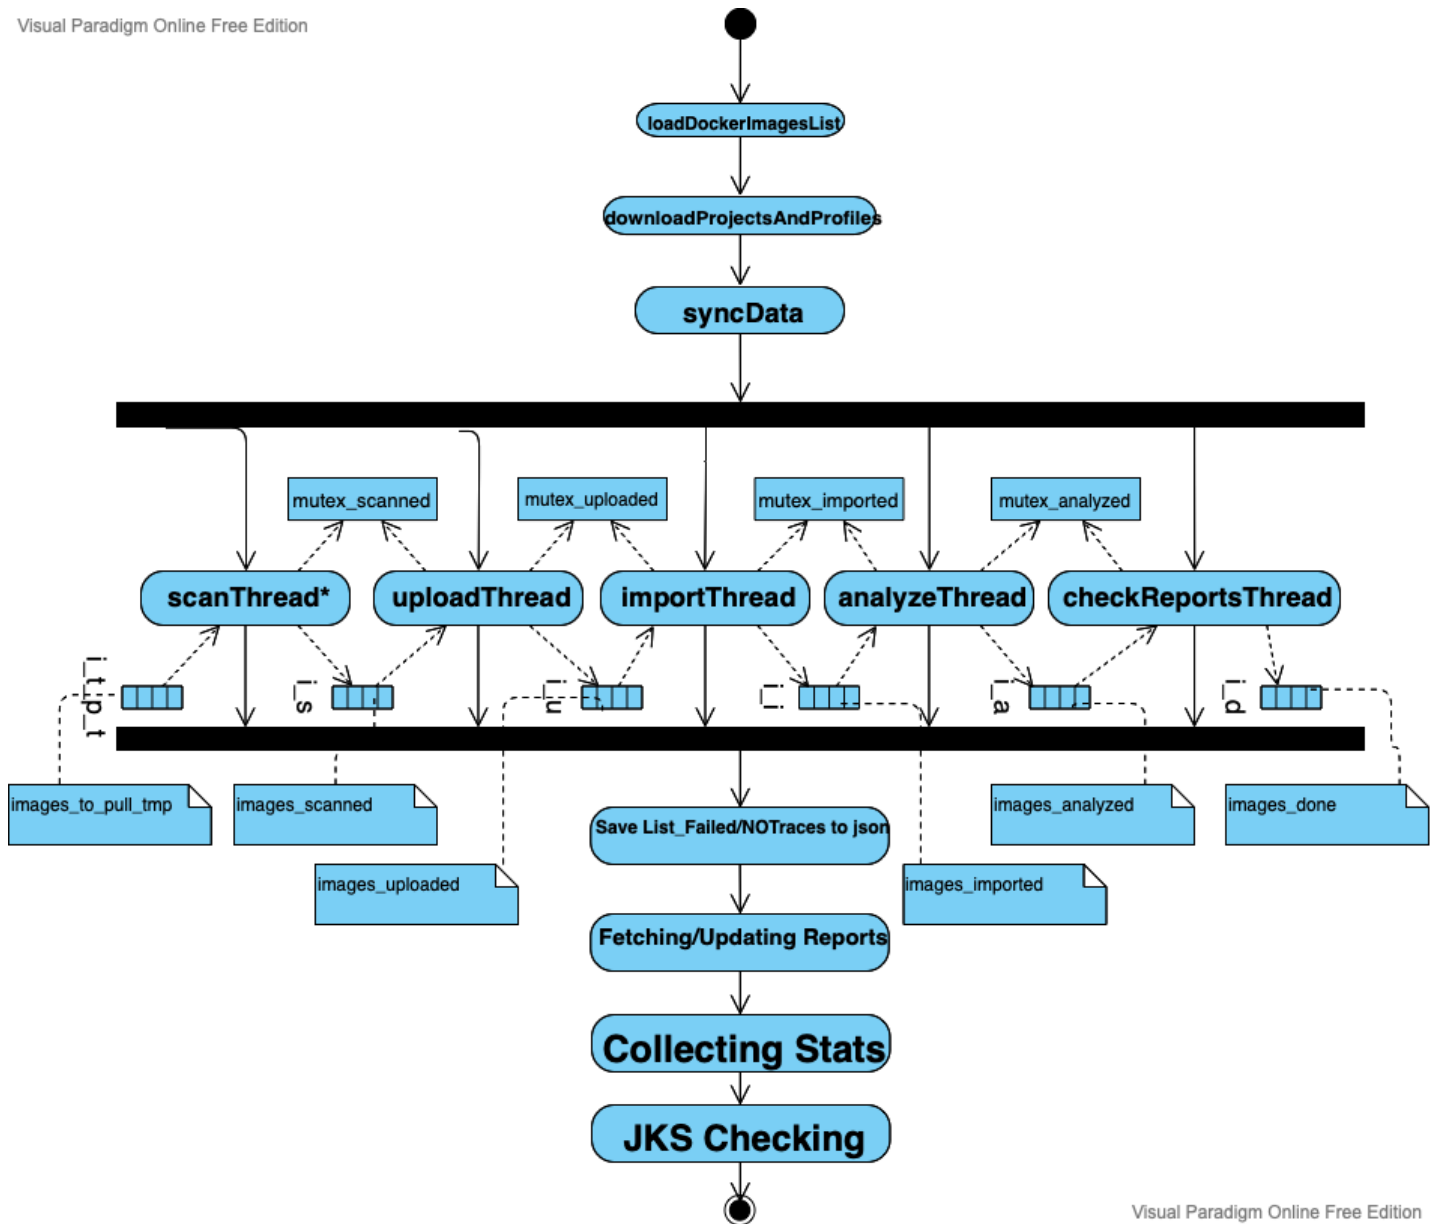 Visual Paradigm Online Free Edition
loadDockerImagesList
downloadProjectsAndProfiles
syncData
mutex_scanned
mutex_uploaded
mutex_imported
mutex_analyzed
scanThread*
uploadThread
importThread
analyzeThread
checkReportsThread
i_t_p_t
i_s
i_u
i_i
i_a
i_d
images_to_pull_tmp
images_scanned
Save List_Failed/NOTraces to json
images_analyzed
images_done
images_uploaded
images_imported
Fetching/Updating Reports
Collecting Stats
JKS Checking
Visual Paradigm Online Free Edition